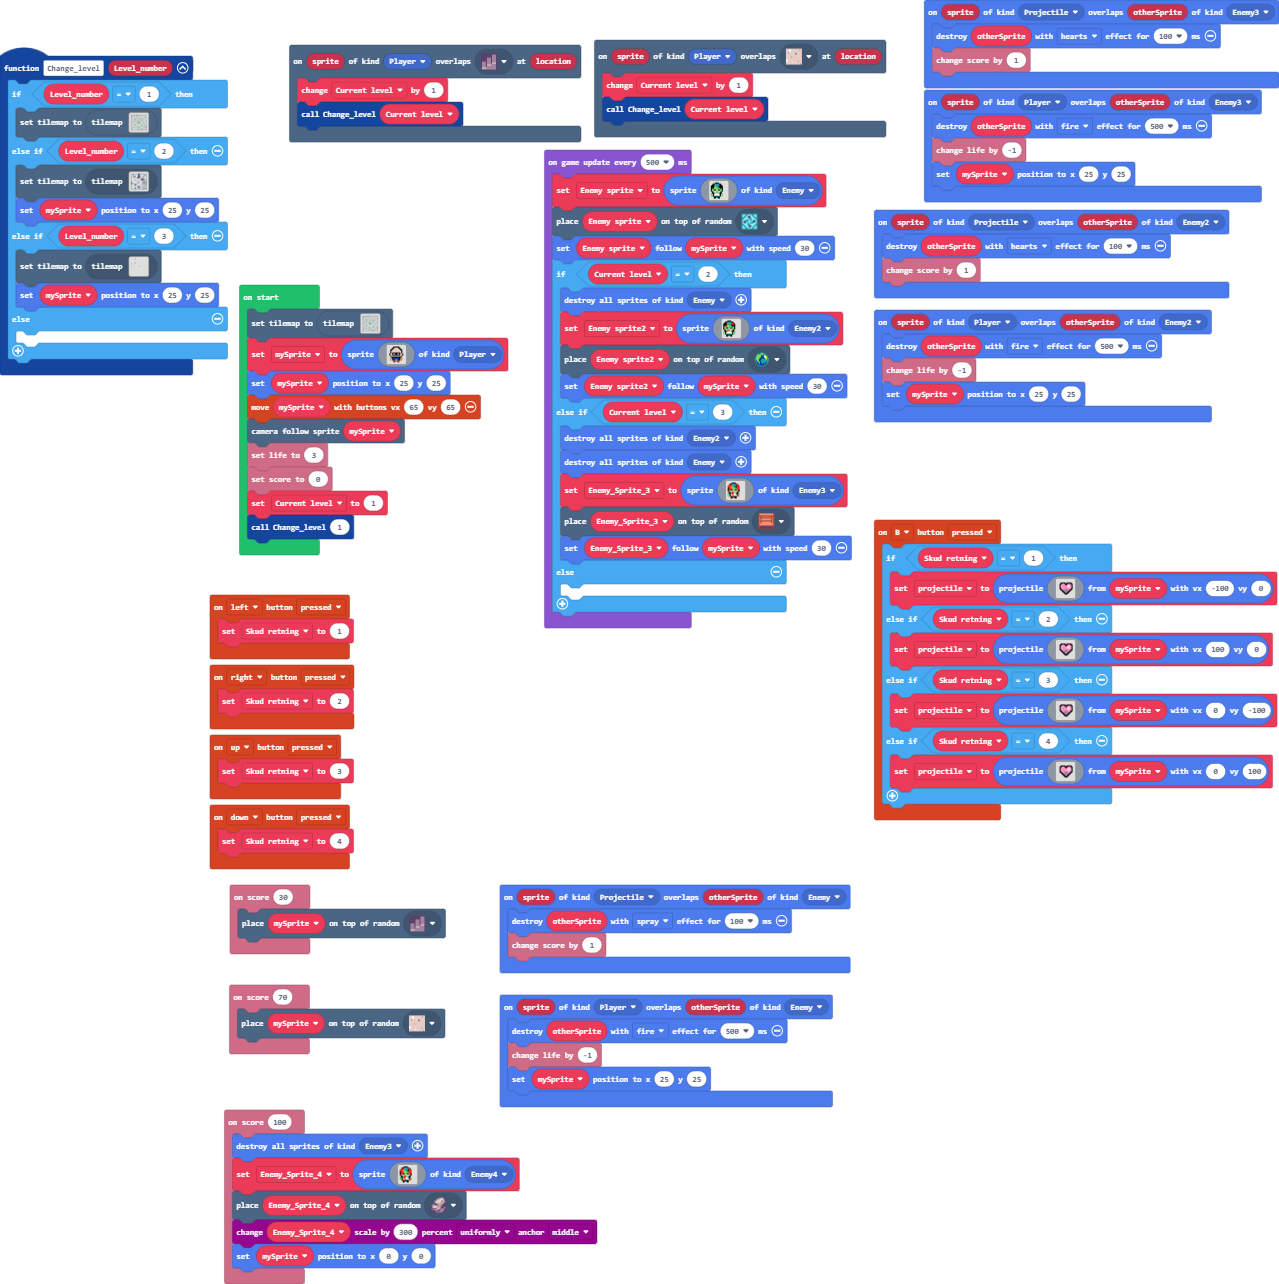 function Change_level Level_number
if Level_number = 1 then
set tilemap to tilemap
else if Level_number = 2 then
set tilemap to tilemap
set mySprite position to x 25 y 25
else if Level_number = 3 then
set tilemap to tilemap
set mySprite position to x 25 y 25
else
on sprite of kind Player overlaps at location
change Current level by 1
call Change_level Current level
on sprite of kind Player overlaps at location
change Current level by 1
call Change_level Current level
on sprite of kind Projectile overlaps otherSprite of kind Enemy3
destroy otherSprite with hearts effect for 100 ms
change score by 1
on sprite of kind Player overlaps otherSprite of kind Enemy3
destroy otherSprite with fire effect for 500 ms
change life by -1
set mySprite position to x 25 y 25
on sprite of kind Projectile overlaps otherSprite of kind Enemy2
destroy otherSprite with hearts effect for 100 ms
change score by 1
on sprite of kind Player overlaps otherSprite of kind Enemy2
destroy otherSprite with fire effect for 500 ms
change life by -1
set mySprite position to x 25 y 25
on game update every 500 ms
set Enemy sprite to sprite of kind Enemy
place Enemy sprite on top of random
set Enemy sprite follow mySprite with speed 30
if Current level = 2 then
destroy all sprites of kind Enemy
set Enemy sprite2 to sprite of kind Enemy2
place Enemy sprite2 on top of random
set Enemy sprite2 follow mySprite with speed 30
else if Current level = 3 then
destroy all sprites of kind Enemy2
destroy all sprites of kind Enemy
set Enemy_Sprite_3 to sprite of kind Enemy3
place Enemy_Sprite_3 on top of random
set Enemy_Sprite_3 follow mySprite with speed 30
else
on start
set tilemap to tilemap
set mySprite to sprite of kind Player
set mySprite position to x 25 y 25
move mySprite with buttons vx 65 vy 65
camera follow sprite mySprite
set life to 3
set score to 0
set Current level to 1
call Change_level 1
on left button pressed
set Skud retning to 1
on right button pressed
set Skud retning to 2
on up button pressed
set Skud retning to 3
on down button pressed
set Skud retning to 4
on B button pressed
if Skud retning = 1 then
set projectile to projectile from mySprite with vx -100 vy 0
else if Skud retning = 2 then
set projectile to projectile from mySprite with vx 100 vy 0
else if Skud retning = 3 then
set projectile to projectile from mySprite with vx 0 vy -100
else if Skud retning = 4 then
set projectile to projectile from mySprite with vx 0 vy 100
on score 30
place mySprite on top of random
on score 70
place mySprite on top of random
on sprite of kind Projectile overlaps otherSprite of kind Enemy
destroy otherSprite with spray effect for 100 ms
change score by 1
on sprite of kind Player overlaps otherSprite of kind Enemy
destroy otherSprite with fire effect for 500 ms
change life by -1
set mySprite position to x 25 y 25
on score 100
destroy all sprites of kind Enemy3
set Enemy_Sprite_4 to sprite of kind Enemy4
place Enemy_Sprite_4 on top of random
change Enemy_Sprite_4 scale by 300 percent uniformly anchor middle
set mySprite position to x 0 y 0